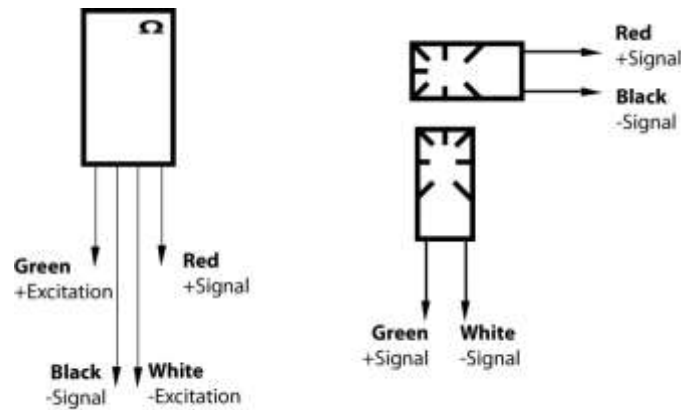 Ω
Green
+Excitation
Red
+Signal
Black
-Signal
White
-Excitation
Red
+Signal
Black
-Signal
Green
+Signal
White
-Signal